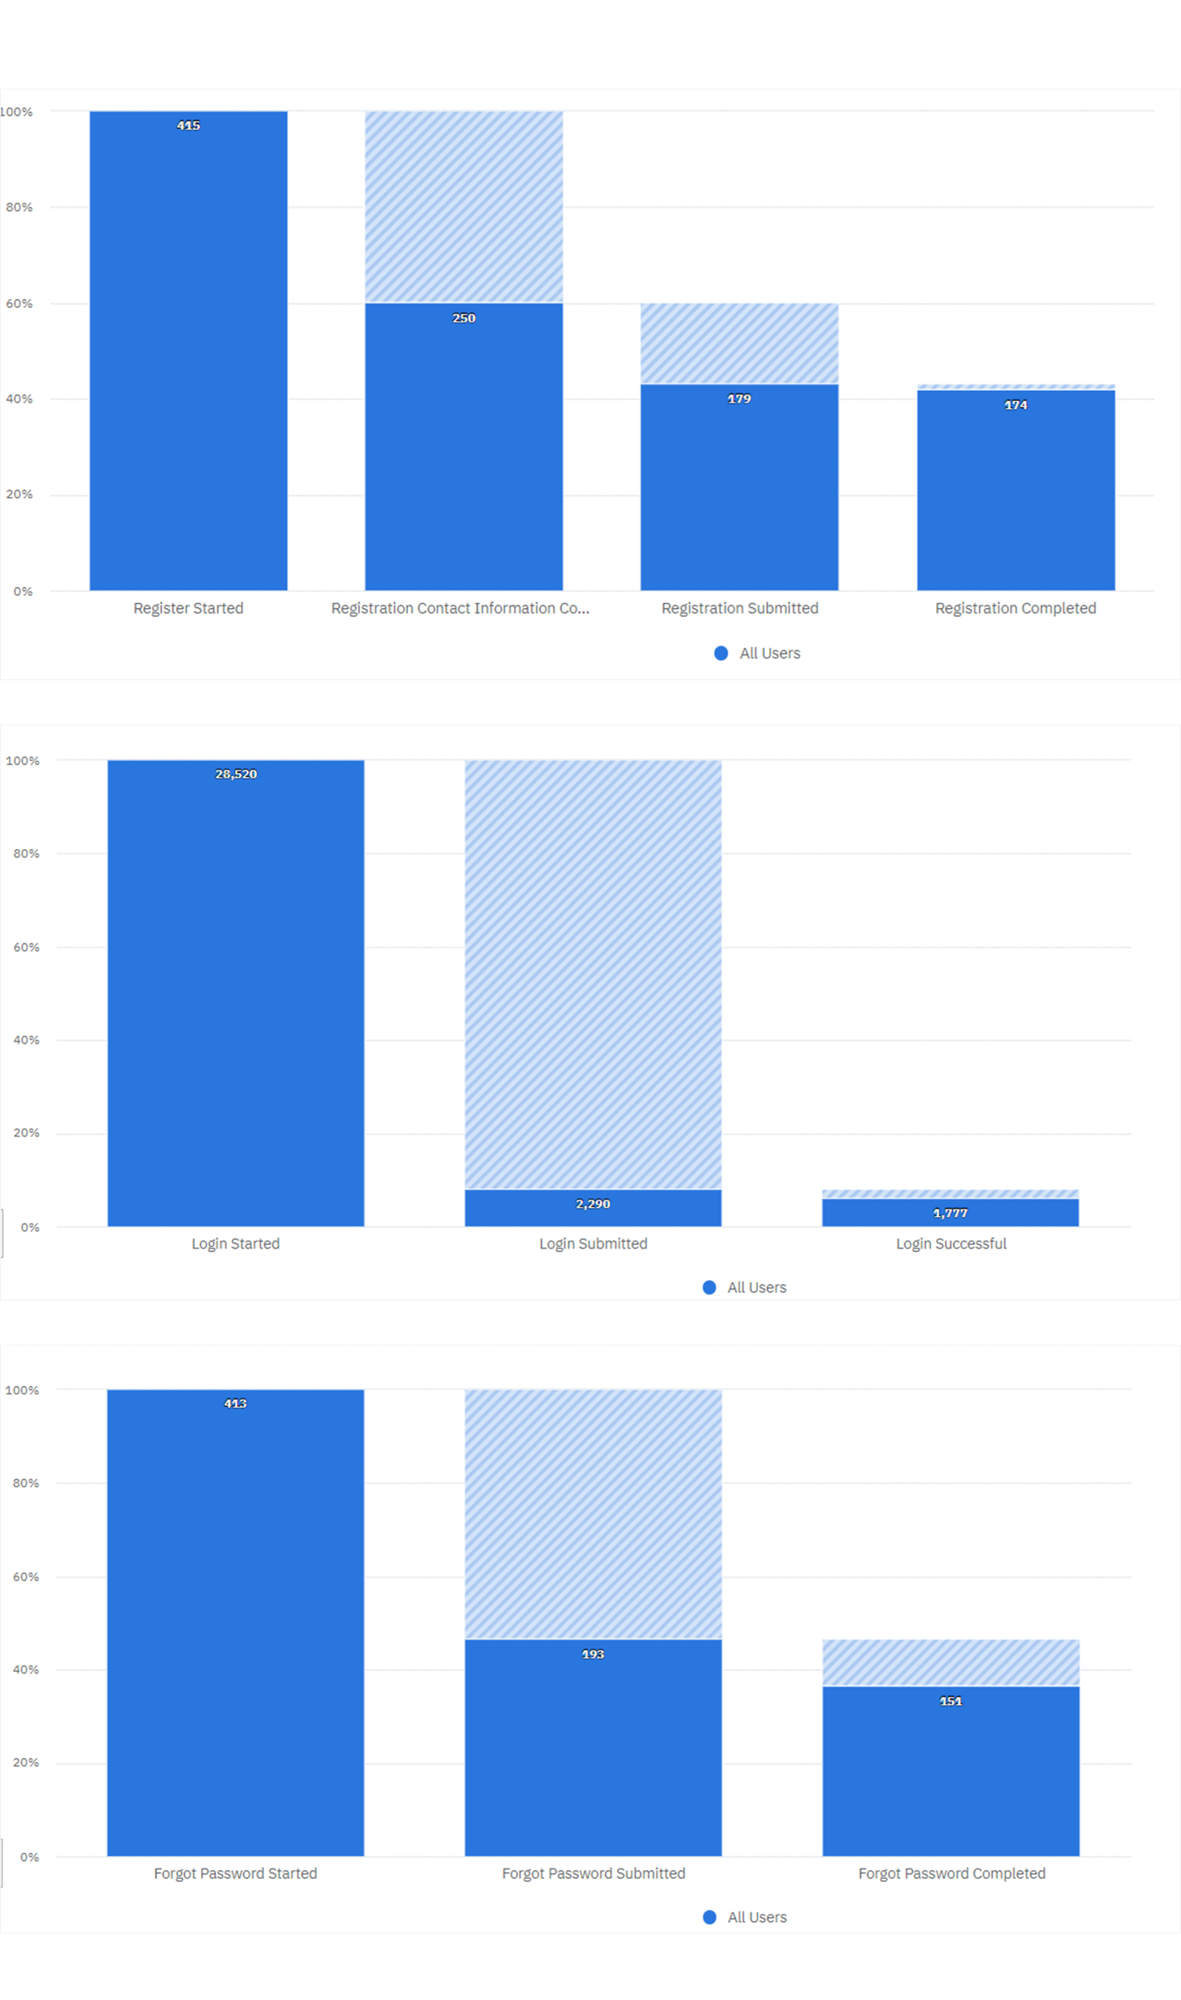 100%
415
80%
60%
250
40%
179
174
20%
0%
Register Started
Registration Contact Information Co...
Registration Submitted
Registration Completed
All Users
100%
28,520
80%
60%
40%
20%
2,290
1,777
0%
Login Started
Login Submitted
Login Successful
All Users
100%
413
80%
60%
193
40%
151
20%
0%
Forgot Password Started
Forgot Password Submitted
Forgot Password Completed
All Users